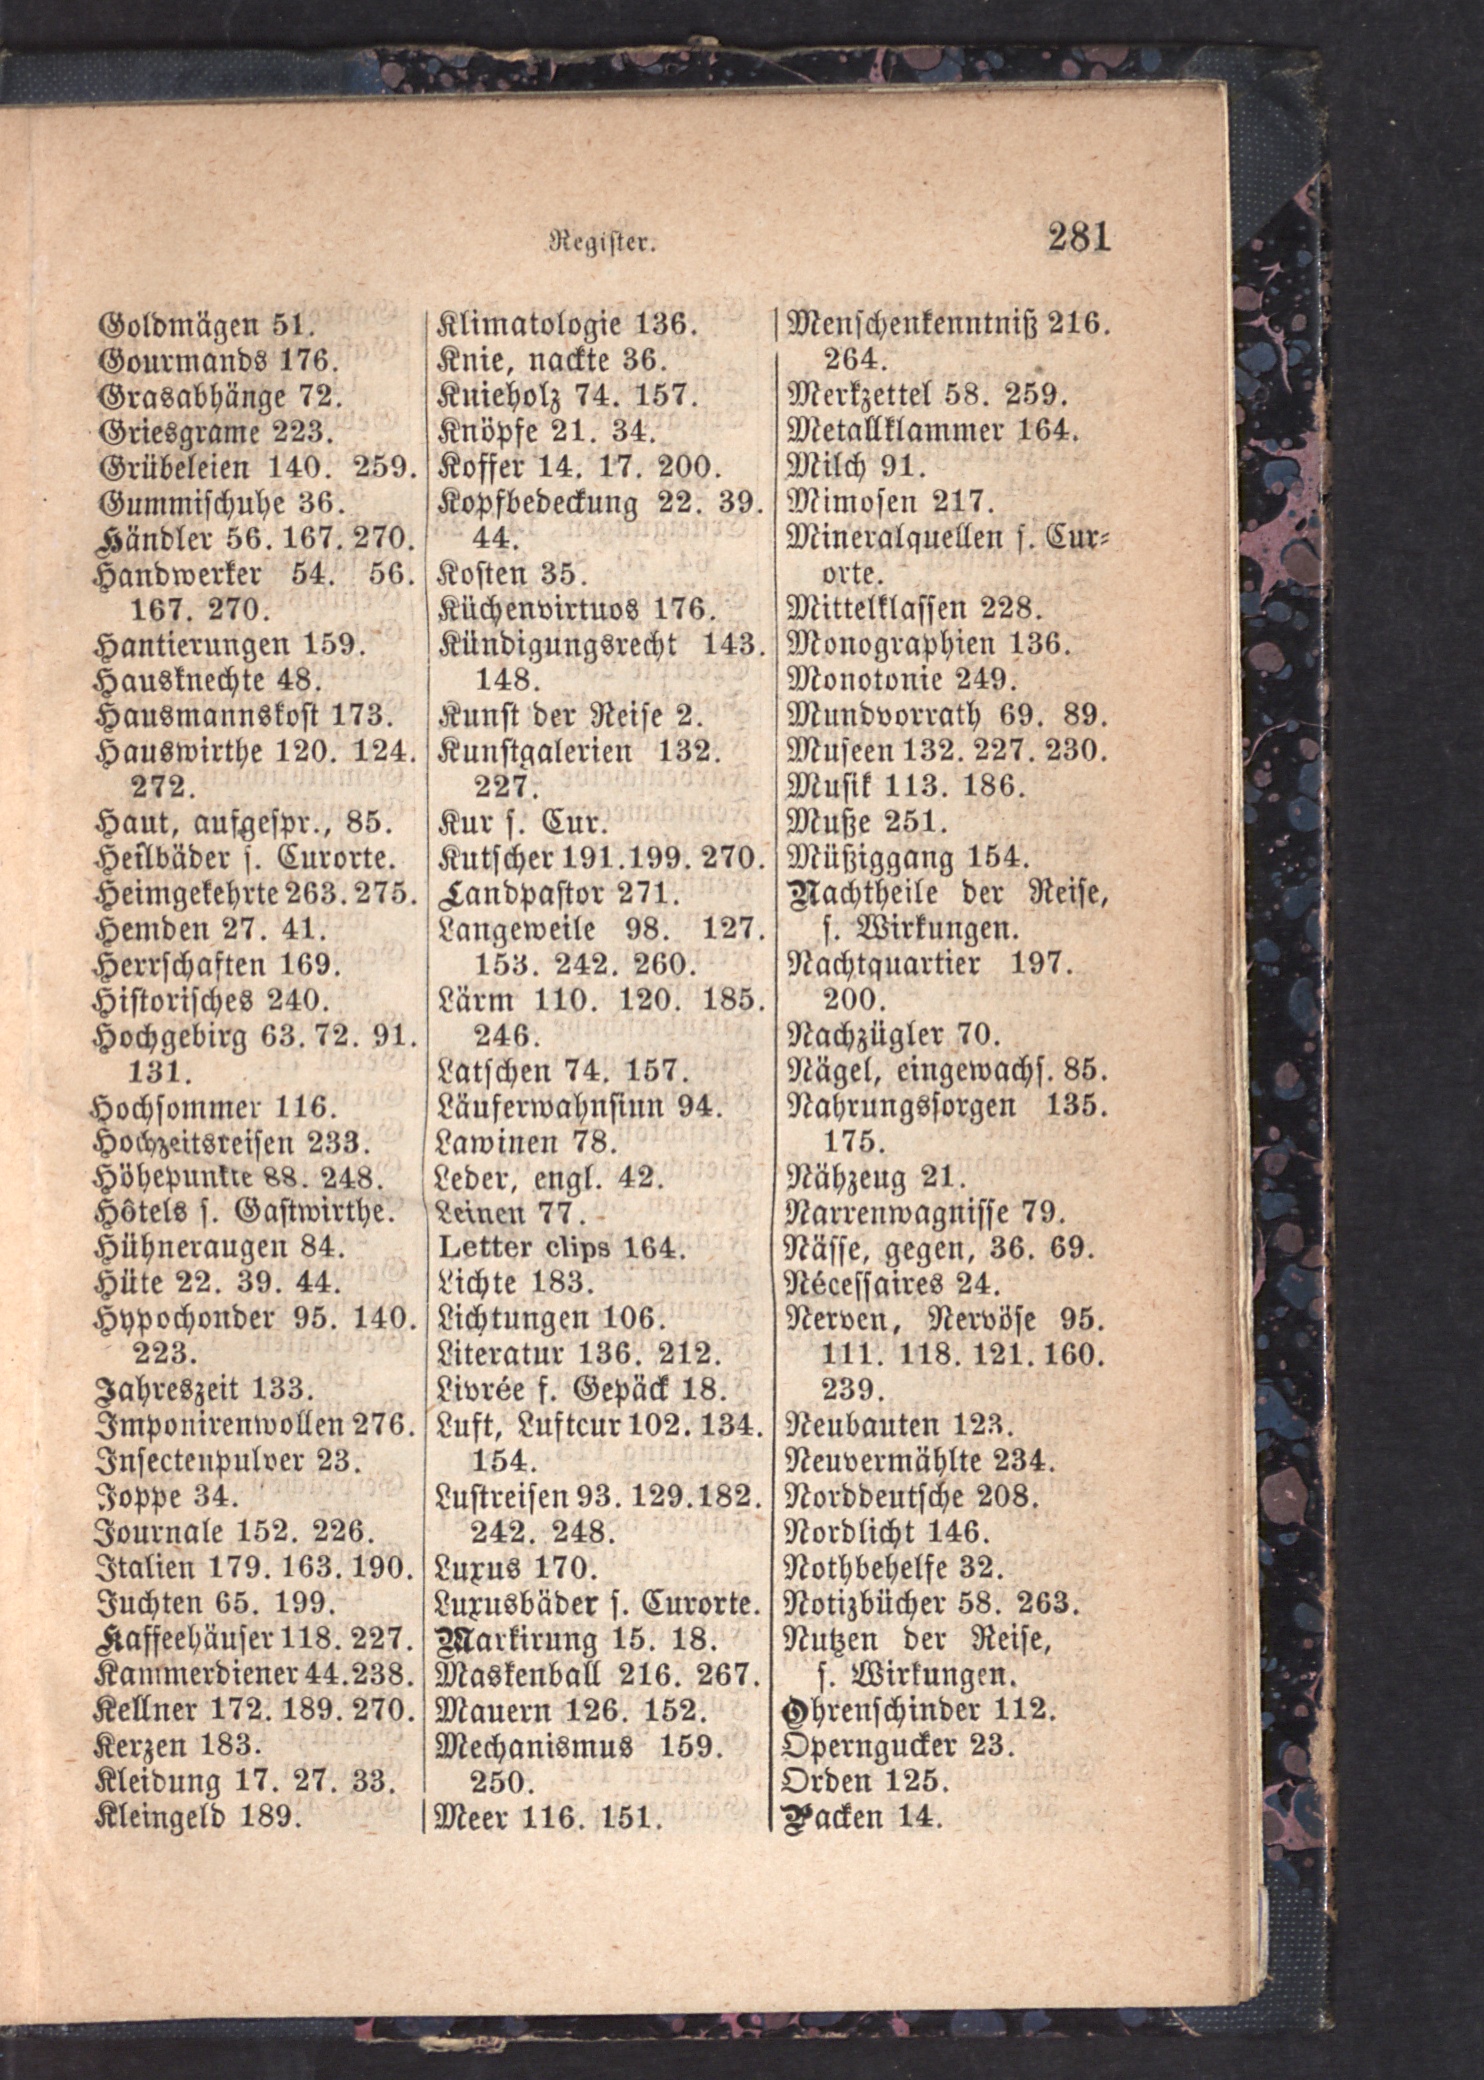 Register.
281
Goldmägen 51.
Gourmands 176.
Grasabhänge 72.
Griesgrame 223.
Grübeleien 140. 259.
Gummischuhe 36.
Händler 56. 167. 270.
Handwerker 54. 56.
167. 270.
Hantierungen 159.
Hausknechte 48.
Hausmannskost 173.
Hauswirthe 120. 124.
272.
Haut, aufgespr., 85.
Heilbäder s. Curorte.
Heimgekehrte 263. 275.
Hemden 27. 41.
Herrschaften 169.
Historisches 240.
Hochgebirg 63. 72. 91.
131.
Hochsommer 116.
Hochzeitsreisen 233.
Höhepunkte 88. 248.
Hôtels s. Gastwirthe.
Hühneraugen 84.
Hüte 22. 39. 44.
Hypochonder 95. 140.
223.
Jahreszeit 133.
Imponirenwollen 276.
Insectenpulver 23.
Joppe 34.
Journale 152. 226.
Italien 179. 163. 190.
Juchten 65. 199.
Kaffeehäuser 118. 227.
Kammerdiener 44. 238.
Kellner 172. 189. 270.
Kerzen 183.
Kleidung 17. 27. 33.
Kleingeld 189.
Klimatologie 136.
Knie, nackte 36.
Knieholz 74. 157.
Knöpfe 21. 34.
Koffer 14. 17. 200.
Kopfbedeckung 22. 39.
44.
Kosten 35.
Küchenvirtuos 176.
Kündigungsrecht 143.
148.
Kunst der Reise 2.
Kunstgalerien 132.
227.
Kur s. Cur.
Kutscher 191. 199. 270.
Landpastor 271.
Langeweile 98. 127.
153. 242. 260.
Lärm 110. 120. 185.
246.
Latschen 74. 157.
Läuferwahnsinn 94.
Lawinen 78.
Leder, engl. 42.
Leinen 77.
Letter clips 164.
Lichte 183.
Lichtungen 106.
Literatur 136. 212.
Livrée f. Gepäck 18.
Luft, Luftcur 102. 134.
154.
Lustreisen 93. 129. 182.
242. 248.
Luxus 170.
Luxusbäder s. Curorte.
Markirung 15. 18.
Maskenball 216. 267.
Mauern 126. 152.
Mechanismus 159.
250.
Meer 116. 151.
Menschenkenntniß 216.
264.
Merkzettel 58. 259.
Metallklammer 164.
Milch 91.
Mimosen 217.
Mineralquellen s. Cur-
orte.
Mittelklassen 228.
Monographien 136.
Monotonie 249.
Mundvorrath 69. 89.
Museen 132. 227. 230.
Musik 113. 186.
Muße 251.
Müßiggang 154.
Nachtheile der Reise,
s. Wirkungen.
Nachtquartier 197.
200.
Nachzügler 70.
Nägel, eingewachs. 85.
Nahrungssorgen 135.
175.
Nähzeug 21.
Narrenwagnisse 79.
Nässe, gegen, 36. 69.
Nécessaires 24.
Nerven, Nervöse 95.
111. 118. 121. 160.
239.
Neubauten 123.
Neuvermählte 234.
Norddeutsche 208.
Nordlicht 146.
Nothbehelfe 32.
Notizbücher 58. 263.
Nutzen der Reise,
s. Wirkungen.
Ohrenschinder 112.
Operngucker 23.
Orden 125.
Packen 14.